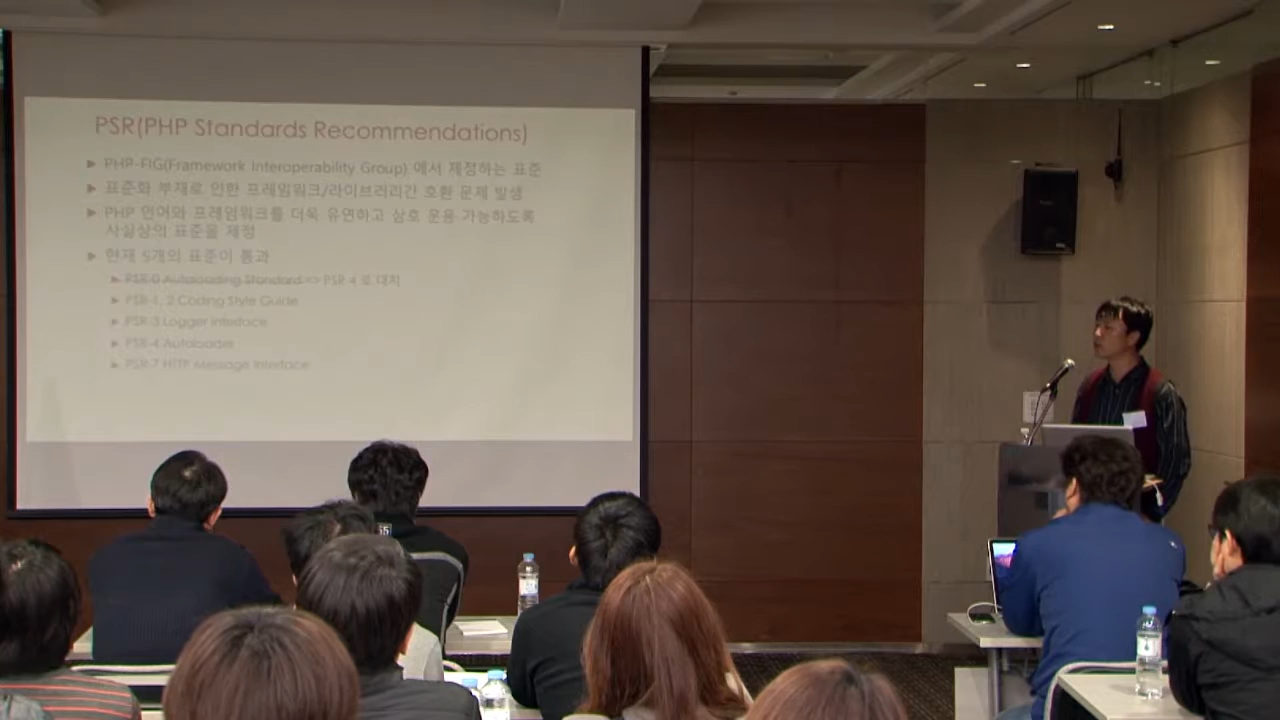 PSR(PHP Standards Recommendations)
PHP-FIG(Framework Interoperability Group) 에서 제정하는 표준
표준화 부재로 인한 프레임워크/라이브러리간 호환 문제 발생
PHP 언어와 프레임워크를 더욱 유연하고 상호 운용 가능하도록
사실상의 표준을 제정
현재 5개의 표준이 통과
PSR-0 Autoloading Standard => PSR-4 로 대치
PSR-1, 2 Coding Style Guide
PSR-3 Logger Interface
PSR-4 Autoloader
PSR-7 HTTP Message Interface
55